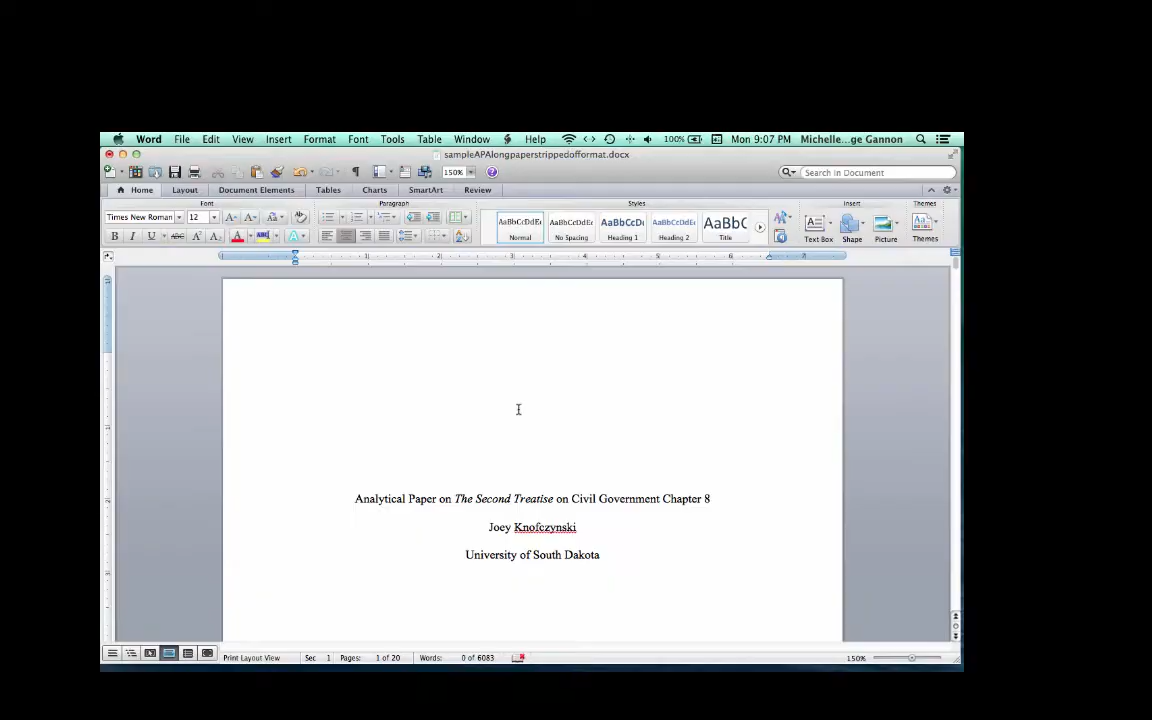 Word File Edit View Insert Format Font Tools Table Window Help 100% Mon 9:07 PM Michelle...ge Gannon
sampleAPAlongpaperstrippedofformat.docx
150% Search in Document
Home Layout Document Elements Tables Charts SmartArt Review
Font Paragraph Styles Insert Themes
Times New Roman 12
AaBbCcDdEe AaBbCcDdEe AaBbCcDd AaBbCcDdEe AaBbC
Normal No Spacing Heading 1 Heading 2 Title Text Box Shape Picture Themes
Analytical Paper on The Second Treatise on Civil Government Chapter 8
Joey Knofczynski
University of South Dakota
Print Layout View Sec 1 Pages: 1 of 20 Words: 0 of 6083 150%